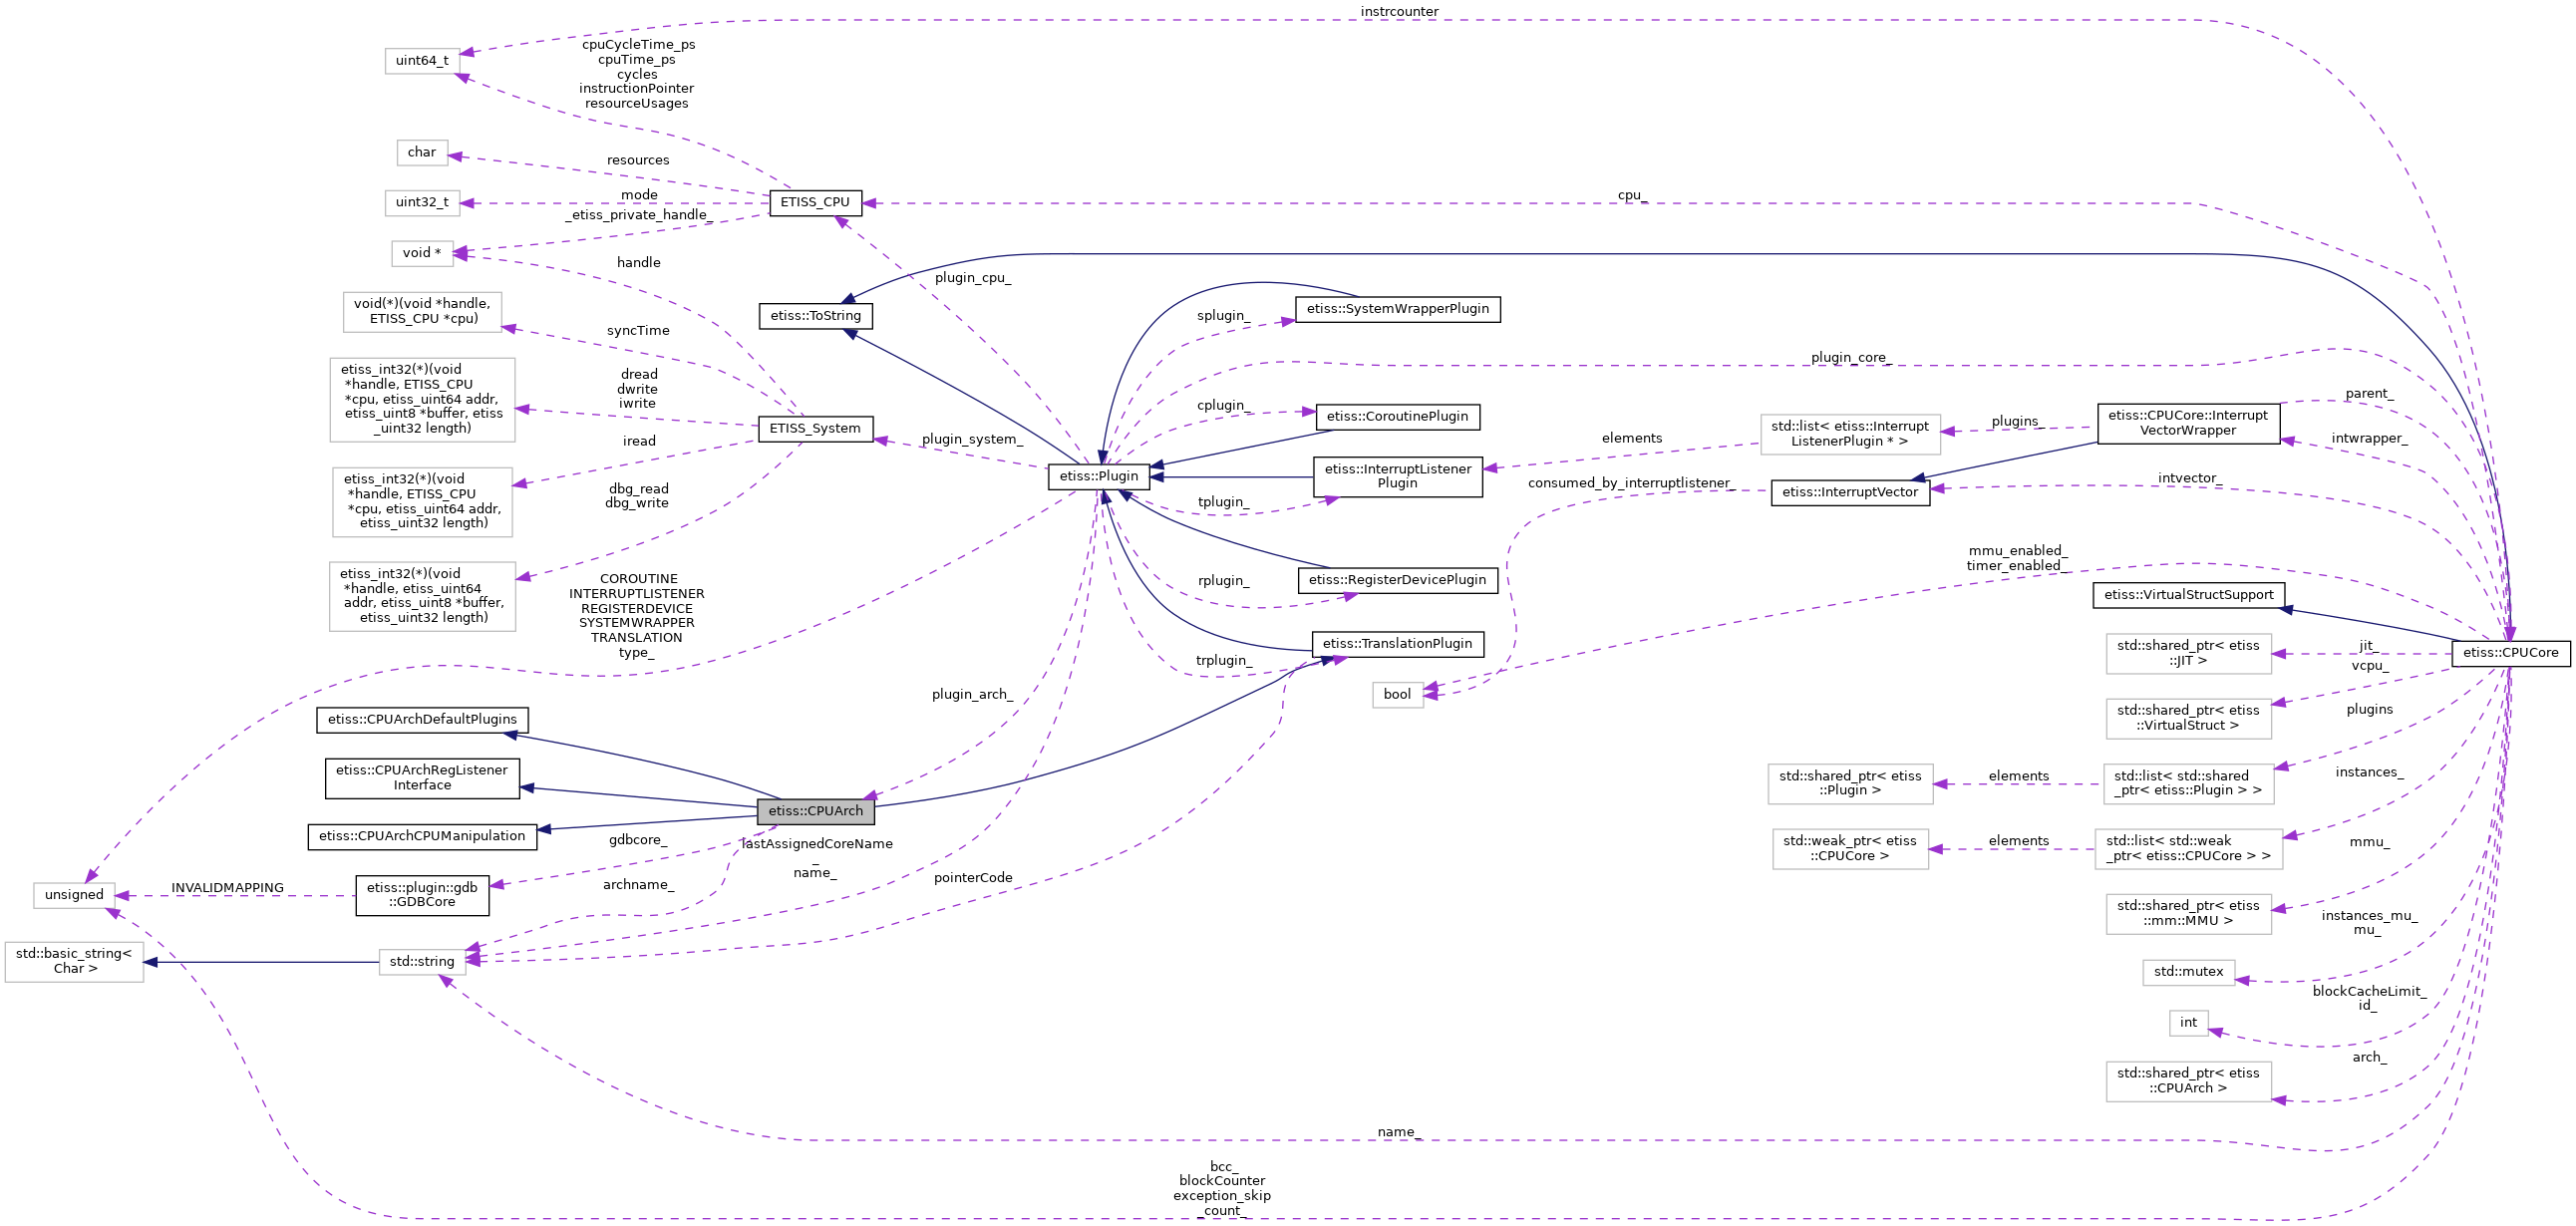 instrcounter
uint64_t
cpuCycleTime_ps
cpuTime_ps
cycles
instructionPointer
resourceUsages
char
resources
uint32_t
mode
ETISS_CPU
cpu_
_etiss_private_handle_
void *
handle
plugin_cpu_
void(*)(void *handle,
ETISS_CPU *cpu)
syncTime
etiss::ToString
splugin_
etiss::SystemWrapperPlugin
plugin_core_
etiss_int32(*)(void
*handle, ETISS_CPU
*cpu, etiss_uint64 addr,
etiss_uint8 *buffer, etiss
_uint32 length)
dread
dwrite
iwrite
ETISS_System
plugin_system_
cplugin_
etiss::CoroutinePlugin
parent_
etiss::CPUCore::Interrupt
VectorWrapper
plugins_
std::list< etiss::Interrupt
ListenerPlugin * >
elements
intwrapper_
iread
etiss_int32(*)(void
*handle, ETISS_CPU
*cpu, etiss_uint64 addr,
etiss_uint32 length)
dbg_read
dbg_write
etiss::Plugin
etiss::InterruptListener
Plugin
tplugin_
consumed_by_interruptlistener_
etiss::InterruptVector
intvector_
etiss_int32(*)(void
*handle, etiss_uint64
addr, etiss_uint8 *buffer,
etiss_uint32 length)
COROUTINE
INTERRUPTLISTENER
REGISTERDEVICE
SYSTEMWRAPPER
TRANSLATION
type_
rplugin_
etiss::RegisterDevicePlugin
mmu_enabled_
timer_enabled_
etiss::VirtualStructSupport
etiss::TranslationPlugin
trplugin_
bool
etiss::CPUCore
jit_
std::shared_ptr< etiss
::JIT >
vcpu_
std::shared_ptr< etiss
::VirtualStruct >
plugins
plugin_arch_
etiss::CPUArchDefaultPlugins
etiss::CPUArchRegListener
Interface
etiss::CPUArch
etiss::CPUArchCPUManipulation
std::shared_ptr< etiss
::Plugin >
elements
std::list< std::shared
_ptr< etiss::Plugin > >
instances_
std::weak_ptr< etiss
::CPUCore >
elements
std::list< std::weak
_ptr< etiss::CPUCore > >
mmu_
gdbcore_
lastAssignedCoreName
_
name_
pointerCode
archname_
etiss::plugin::gdb
::GDBCore
INVALIDMAPPING
unsigned
std::shared_ptr< etiss
::mm::MMU >
instances_mu_
mu_
std::basic_string<
Char >
std::string
std::mutex
blockCacheLimit_
id_
int
arch_
std::shared_ptr< etiss
::CPUArch >
name_
bcc_
blockCounter
exception_skip
_count_